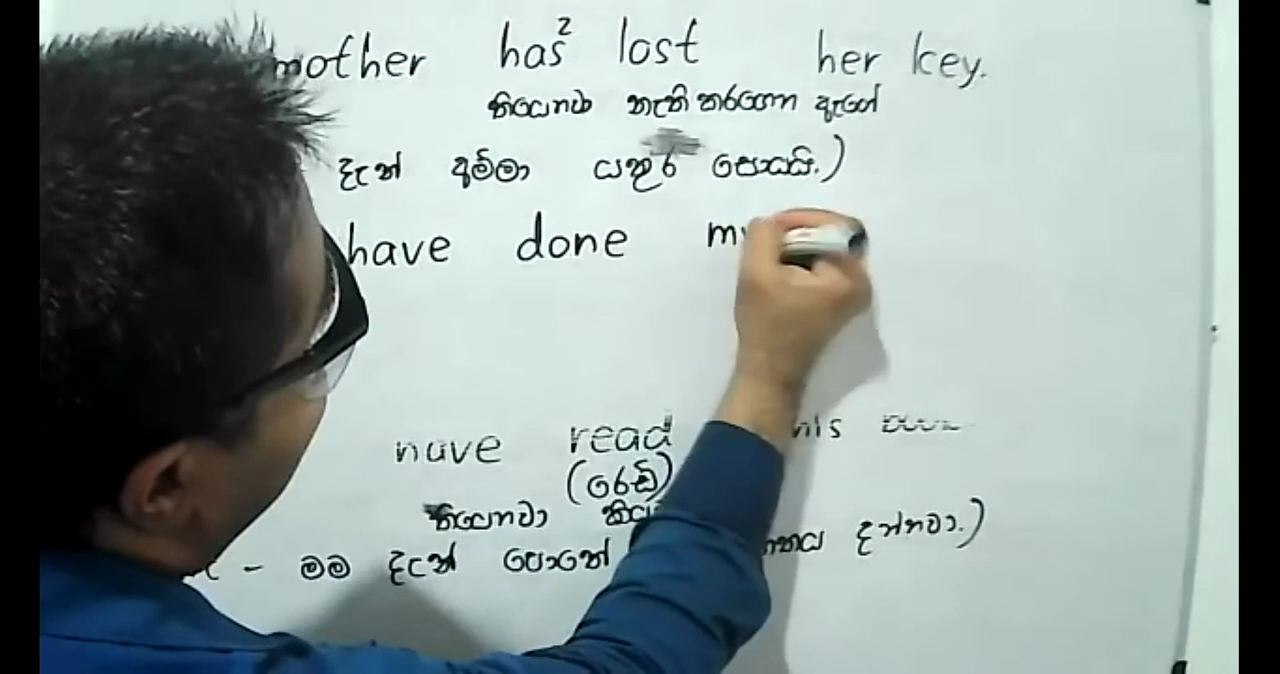 mother has² lost her key.
තියෙනවා නැති කරගෙන ඇගේ
දැන් අම්මා යතුර හොයයි.)
have done my
have read this
(රෙඩ්)
තියෙනවා
- මම දැන් පොතේ දන්නවා.)